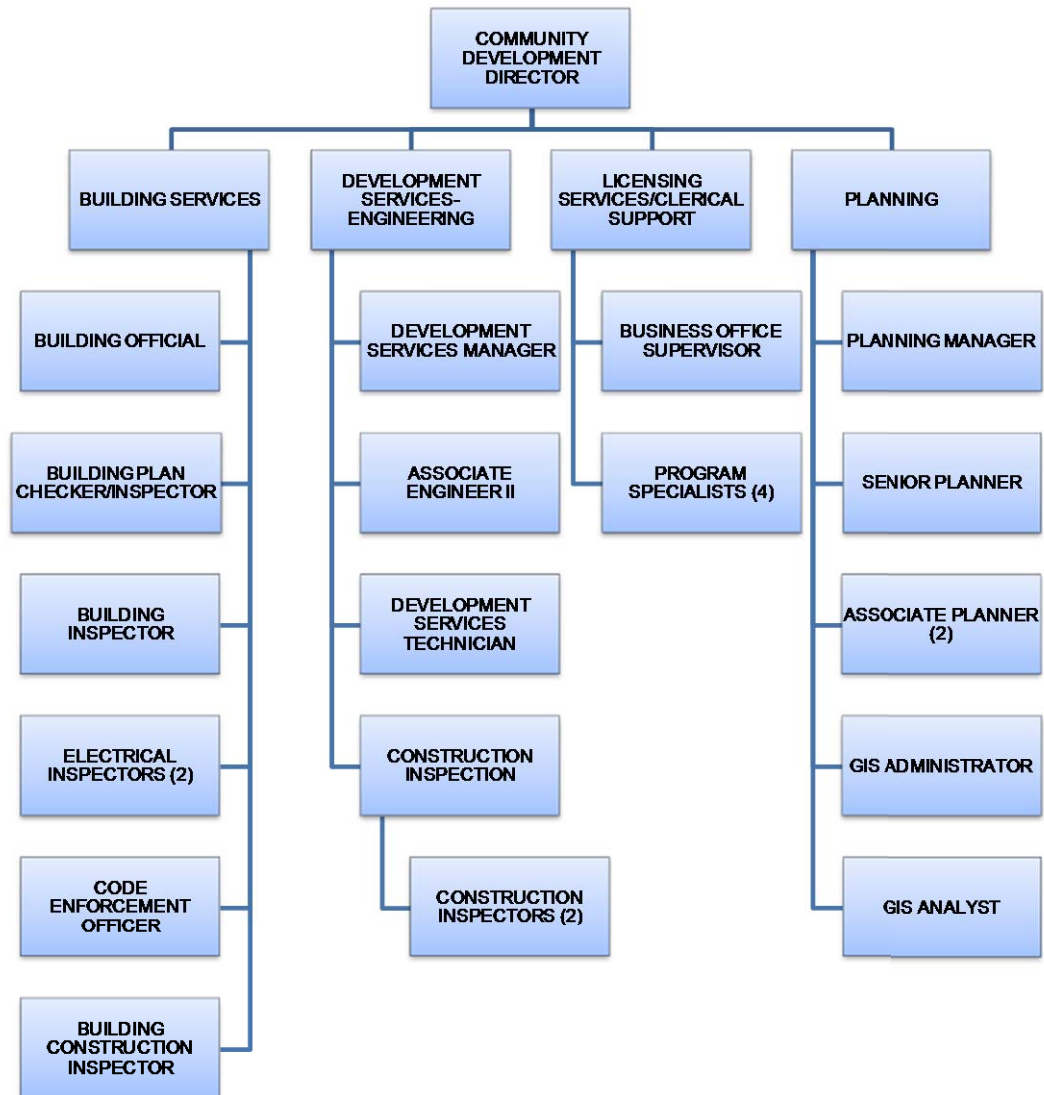 COMMUNITY
DEVELOPMENT
DIRECTOR
BUILDING SERVICES
DEVELOPMENT
SERVICES-
ENGINEERING
LICENSING
SERVICES/CLERICAL
SUPPORT
PLANNING
BUILDING OFFICIAL
DEVELOPMENT
SERVICES MANAGER
BUSINESS OFFICE
SUPERVISOR
PLANNING MANAGER
BUILDING PLAN
CHECKER/INSPECTOR
ASSOCIATE
ENGINEER II
PROGRAM
SPECIALISTS (4)
SENIOR PLANNER
BUILDING
INSPECTOR
DEVELOPMENT
SERVICES
TECHNICIAN
ASSOCIATE PLANNER
(2)
ELECTRICAL
INSPECTORS (2)
CONSTRUCTION
INSPECTION
GIS ADMINISTRATOR
CODE
ENFORCEMENT
OFFICER
CONSTRUCTION
INSPECTORS (2)
GIS ANALYST
BUILDING
CONSTRUCTION
INSPECTOR